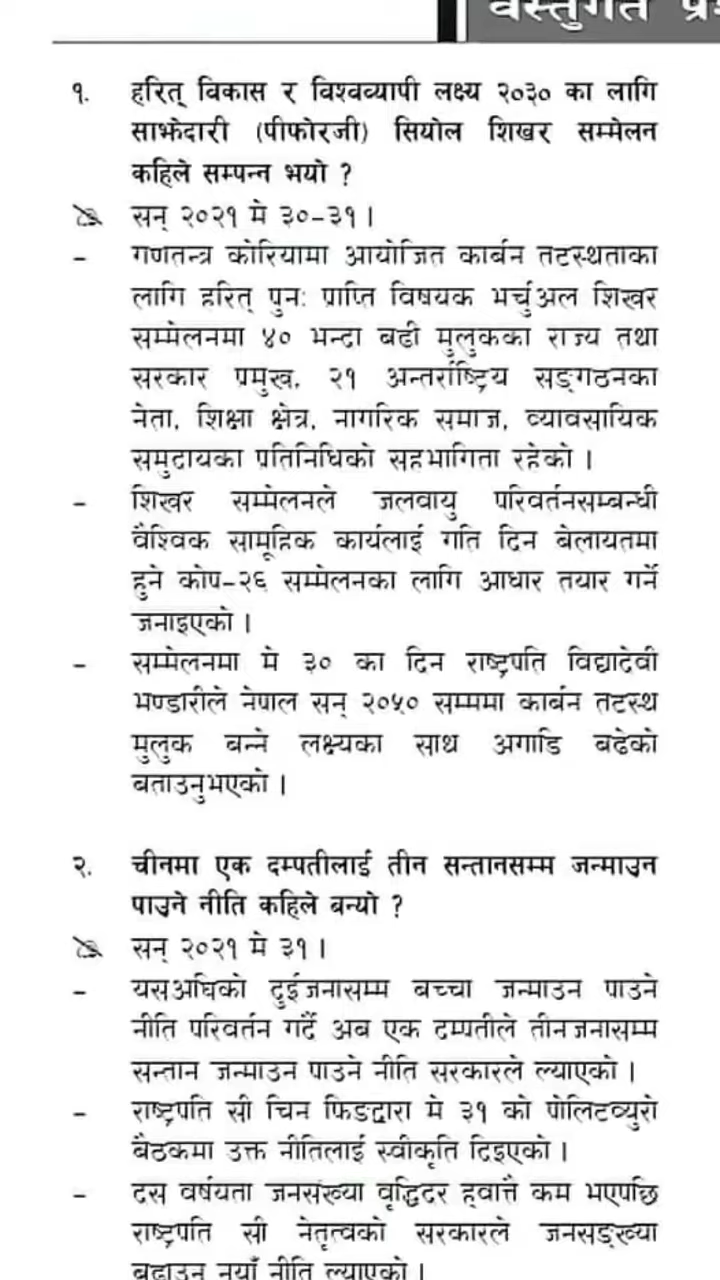 वस्तुगत प्रश
१. हरित् विकास र विश्वव्यापी लक्ष्य २०३० का लागि
साझेदारी (पीफोरजी) सियोल शिखर सम्मेलन
कहिले सम्पन्न भयो ?
सन् २०२१ मे ३०-३१ ।
- गणतन्त्र कोरियामा आयोजित कार्बन तटस्थताका
लागि हरित् पुनः प्राप्ति विषयक भर्चुअल शिखर
सम्मेलनमा ४० भन्दा बढी मुलुकका राज्य तथा
सरकार प्रमुख, २१ अन्तर्राष्ट्रिय सङ्गठनका
नेता, शिक्षा क्षेत्र, नागरिक समाज, व्यावसायिक
समुदायका प्रतिनिधिको सहभागिता रहेको ।
- शिखर सम्मेलनले जलवायु परिवर्तनसम्बन्धी
वैश्विक सामूहिक कार्यलाई गति दिन बेलायतमा
हुने कोप-२६ सम्मेलनका लागि आधार तयार गर्ने
जनाइएको ।
- सम्मेलनमा मे ३० का दिन राष्ट्रपति विद्यादेवी
भण्डारीले नेपाल सन् २०५० सम्ममा कार्बन तटस्थ
मुलुक बन्ने लक्ष्यका साथ अगाडि बढेको
बताउनुभएको ।
२. चीनमा एक दम्पतीलाई तीन सन्तानसम्म जन्माउन
पाउने नीति कहिले बन्यो ?
सन् २०२१ मे ३१ ।
- यसअघिको दुईजनासम्म बच्चा जन्माउन पाउने
नीति परिवर्तन गर्दै अब एक दम्पतीले तीनजनासम्म
सन्तान जन्माउन पाउने नीति सरकारले ल्याएको ।
- राष्ट्रपति सी चिन फिङद्वारा मे ३१ को पोलिटव्युरो
बैठकमा उक्त नीतिलाई स्वीकृति दिइएको ।
- दस वर्षयता जनसंख्या वृद्धिदर ह्वात्तै कम भएपछि
राष्ट्रपति सी नेतृत्वको सरकारले जनसङ्ख्या
बढाउन नयाँ नीति ल्याएको ।